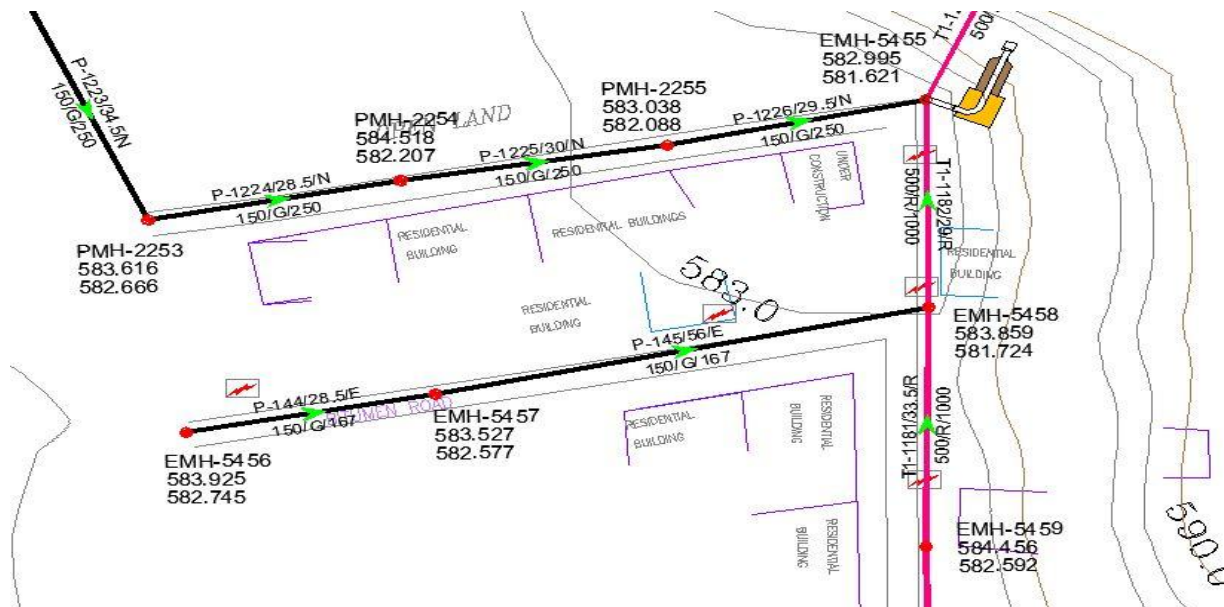 T1-12
500/
EMH-5455
582.995
581.621
P-1223/34.5/N
150/G/250
PMH-2254
584.518
582.207
OPEN LAND
PMH-2255
583.038
582.088
P-1226/29.5/N
150/G/250
P-1225/30/N
150/G/250
P-1224/28.5/N
150/G/250
UNDER
CONSTRUCTION
PMH-2253
583.616
582.666
RESIDENTIAL
BUILDING
RESIDENTIAL BUILDINGS
T1-1182/29/R
500/R/1000
RESIDENTIAL
BUILDING
583.0
RESIDENTIAL
BUILDING
EMH-5458
583.859
581.724
P-145/56/E
150/G/167
P-144/28.5/E
150/G/167
BITUMEN ROAD
EMH-5457
583.527
582.577
RESIDENTIAL
BUILDING
RESIDENTIAL
BUILDING
T1-1181/33.5/R
500/R/1000
EMH-5456
583.925
582.745
RESIDENTIAL
BUILDING
EMH-5459
584.456
582.592
590.0